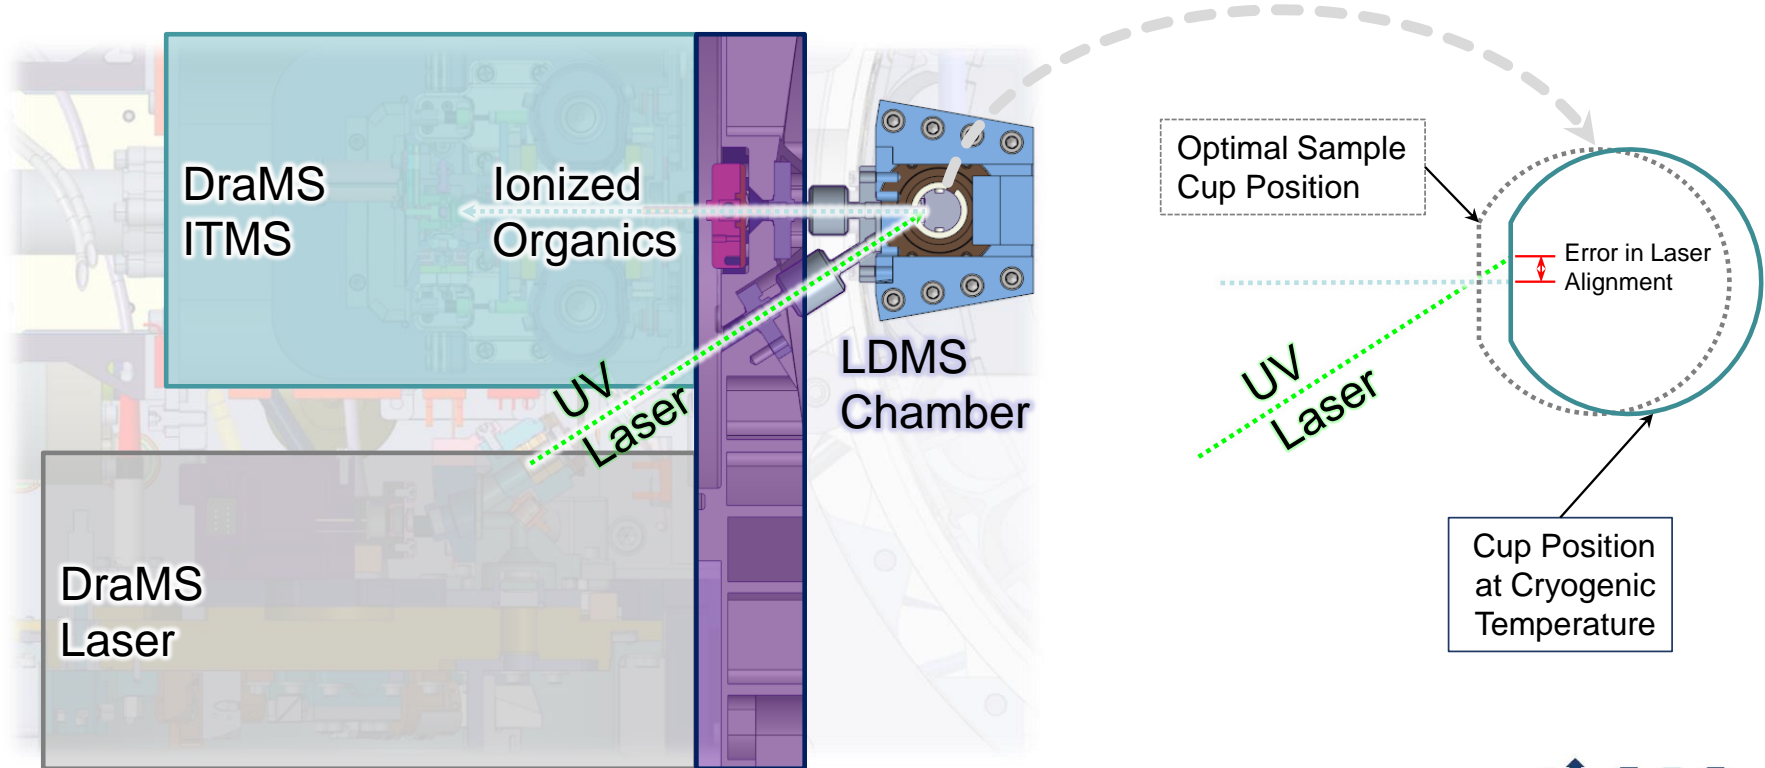 DraMS
ITMS
Ionized
Organics
UV
Laser
LDMS
Chamber
DraMS
Laser
Optimal Sample
Cup Position
Error in Laser
Alignment
UV
Laser
Cup Position
at Cryogenic
Temperature